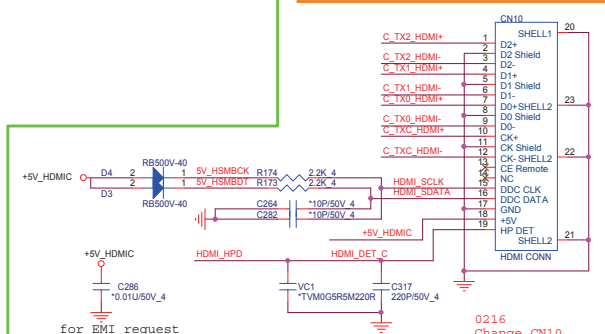 CN10
SHELL1 20
C_TX2_HDMI+ 1 D2+
2 D2 Shield
C_TX2_HDMI- 3 D2-
C_TX1_HDMI+ 4 D1+
5 D1 Shield
C_TX1_HDMI- 6 D1-
C_TX0_HDMI+ 7 D0+ SHELL2 23
8 D0 Shield
C_TX0_HDMI- 9 D0-
C_TXC_HDMI+ 10 CK+
11 CK Shield
C_TXC_HDMI- 12 CK- SHELL2 22
13 CE Remote
14 NC
HDMI_SCLK 15 DDC CLK
HDMI_SDATA 16 DDC DATA
17 GND
18 +5V
19 HP DET
SHELL2 21
HDMI CONN
RB500V-40
+5V_HDMIC D4 2 1 5V_HSMBCK R174 2.2K_4
D3 2 1 5V_HSMBDT R173 2.2K_4
RB500V-40
C264 *10P/50V_4
C282 *10P/50V_4
+5V_HDMIC
+5V_HDMIC
HDMI_HPD HDMI_DET_C
C286
*0.01U/50V_4
VC1
*TVM0G5R5M220R
C317
220P/50V_4
for EMI request
0216
Change CN10